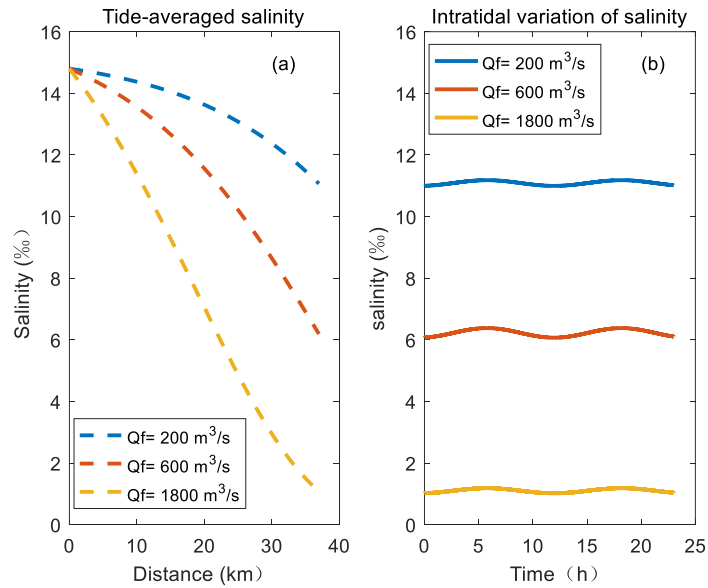 Tide-averaged salinity
(a)
16
14
12
10
8
6
4
2
0
Salinity (‰)
Qf= 200 m³/s
Qf= 600 m³/s
Qf= 1800 m³/s
0 10 20 30 40
Distance (km）
Intratidal variation of salinity
(b)
Qf= 200 m³/s
Qf= 600 m³/s
Qf= 1800 m³/s
16
14
12
10
8
6
4
2
0
salinity (‰)
0 5 10 15 20 25
Time（h）